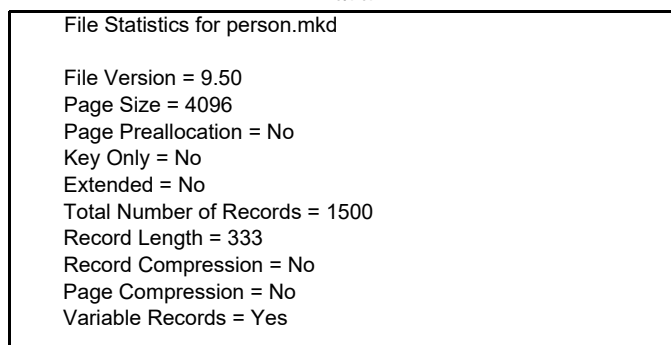 File Statistics for person.mkd
File Version = 9.50
Page Size = 4096
Page Preallocation = No
Key Only = No
Extended = No
Total Number of Records = 1500
Record Length = 333
Record Compression = No
Page Compression = No
Variable Records = Yes